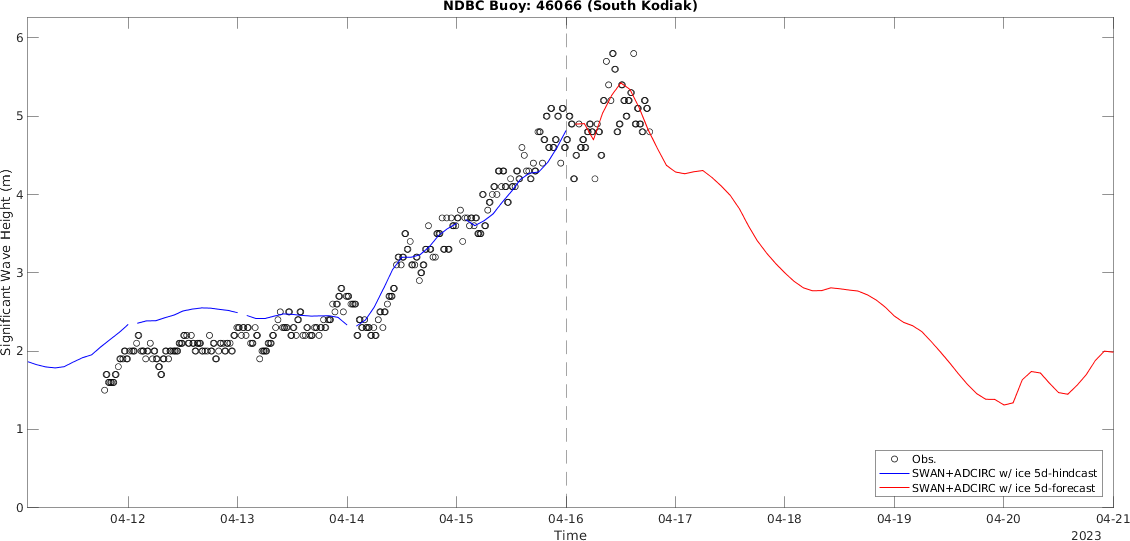 NDBC Buoy: 46066 (South Kodiak)
6
5
4
3
2
1
0
Significant Wave Height (m)
Obs.
SWAN+ADCIRC w/ ice 5d-hindcast
SWAN+ADCIRC w/ ice 5d-forecast
04-12 04-13 04-14 04-15 04-16 04-17 04-18 04-19 04-20 04-21
Time
2023